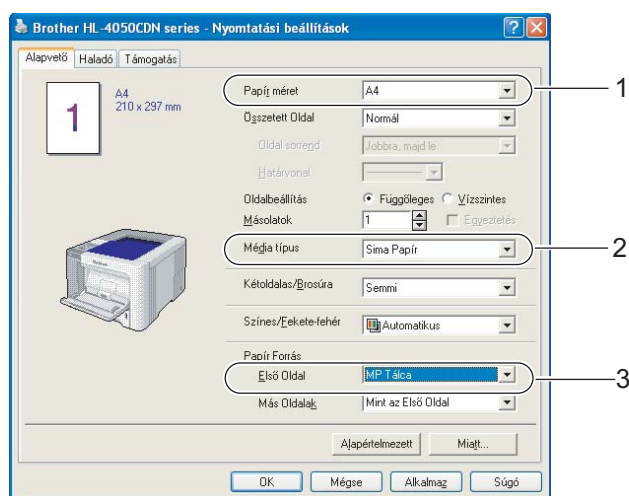 Brother HL-4050CDN series - Nyomtatási beállítások
Alapvető Haladó Támogatás
1
A4
210 x 297 mm
Papír méret A4 1
Összetett Oldal Normál
Oldal sorrend Jobbra, majd le
Határvonal
Oldalbeállítás Függőleges Vízszintes
Másolatok 1 Egyeztetés
Média típus Sima Papír 2
Kétoldalas/Brosúra Semmi
Színes/Fekete-fehér Automatikus
Papír Forrás
Első Oldal MP Tálca 3
Más Oldalak Mint az Első Oldal
Alapértelmezett Miatt...
OK Mégse Alkalmaz Súgó